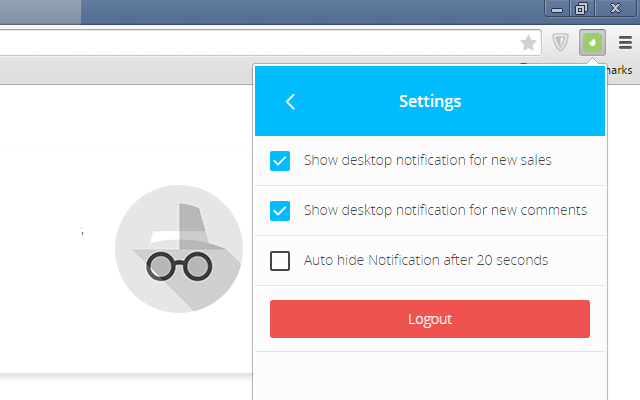 marks
Settings
Show desktop notification for new sales
Show desktop notification for new comments
Auto hide Notification after 20 seconds
Logout